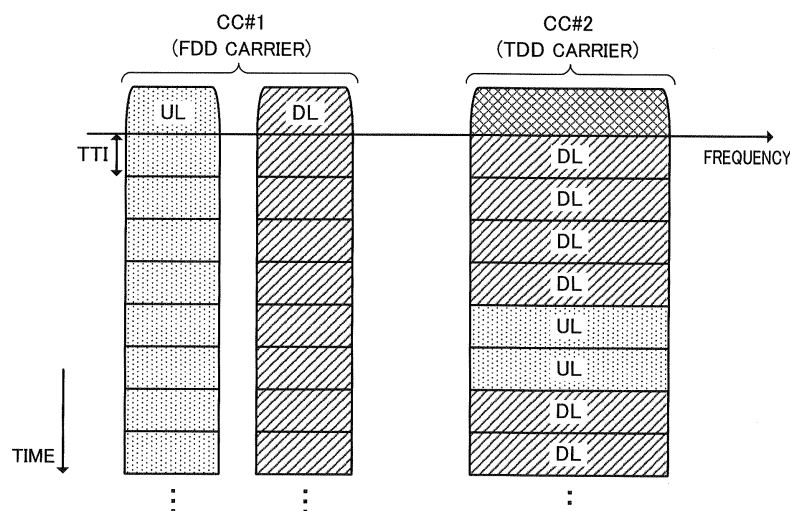 CC#1
(FDD CARRIER)
CC#2
(TDD CARRIER)
UL
DL
TTI
FREQUENCY
DL
DL
DL
DL
UL
UL
DL
DL
TIME